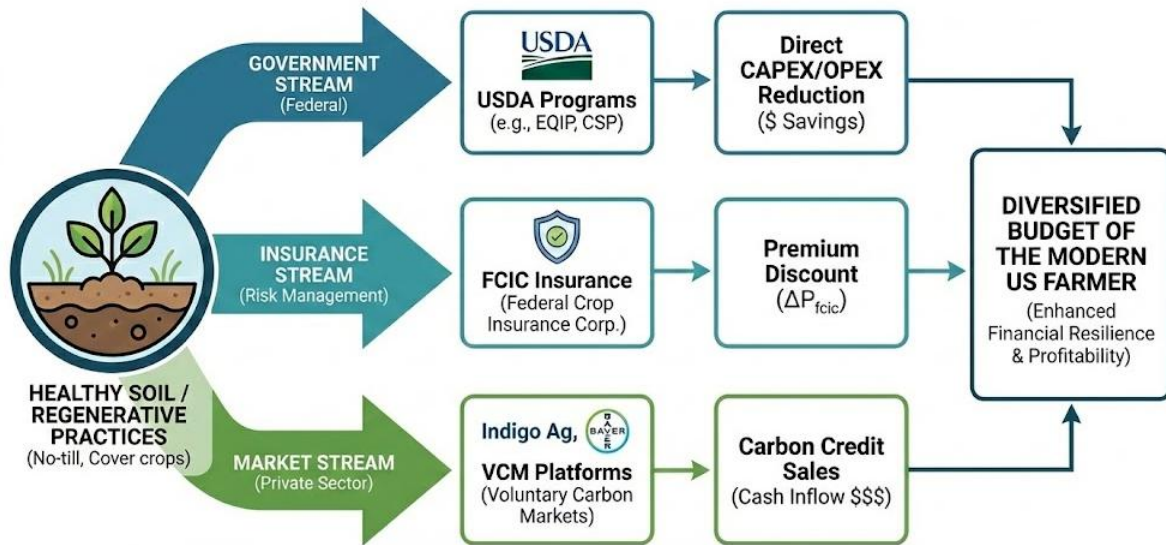 GOVERNMENT
STREAM
(Federal)
USDA
USDA Programs
(e.g., EQIP, CSP)
Direct
CAPEX/OPEX
Reduction
($ Savings)
INSURANCE
STREAM
(Risk Management)
FCIC Insurance
(Federal Crop
Insurance Corp.)
Premium
Discount
(ΔPfcic)
DIVERSIFIED
BUDGET OF
THE MODERN
US FARMER
(Enhanced
Financial Resilience
& Profitability)
HEALTHY SOIL /
REGENERATIVE
PRACTICES
(No-till, Cover crops)
MARKET STREAM
(Private Sector)
Indigo Ag,
BAYER
VCM Platforms
(Voluntary Carbon
Markets)
Carbon Credit
Sales
(Cash Inflow $$$)